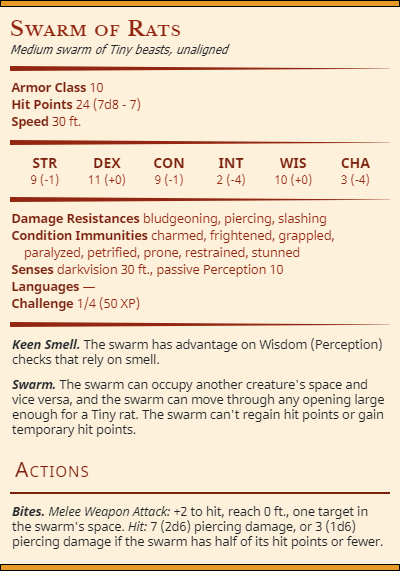 Swarm of Rats
Medium swarm of Tiny beasts, unaligned
Armor Class 10
Hit Points 24 (7d8 - 7)
Speed 30 ft.
STR DEX CON INT WIS CHA
9 (-1) 11 (+0) 9 (-1) 2 (-4) 10 (+0) 3 (-4)
Damage Resistances bludgeoning, piercing, slashing
Condition Immunities charmed, frightened, grappled,
paralyzed, petrified, prone, restrained, stunned
Senses darkvision 30 ft., passive Perception 10
Languages —
Challenge 1/4 (50 XP)
Keen Smell. The swarm has advantage on Wisdom (Perception)
checks that rely on smell.
Swarm. The swarm can occupy another creature's space and
vice versa, and the swarm can move through any opening large
enough for a Tiny rat. The swarm can't regain hit points or gain
temporary hit points.
Actions
Bites. Melee Weapon Attack: +2 to hit, reach 0 ft., one target in
the swarm's space. Hit: 7 (2d6) piercing damage, or 3 (1d6)
piercing damage if the swarm has half of its hit points or fewer.